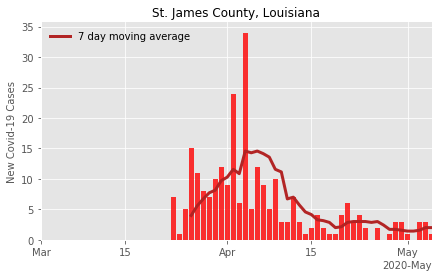 St. James County, Louisiana
7 day moving average
New Covid-19 Cases
35
30
25
20
15
10
5
0
Mar 15 Apr 15 May
2020-May